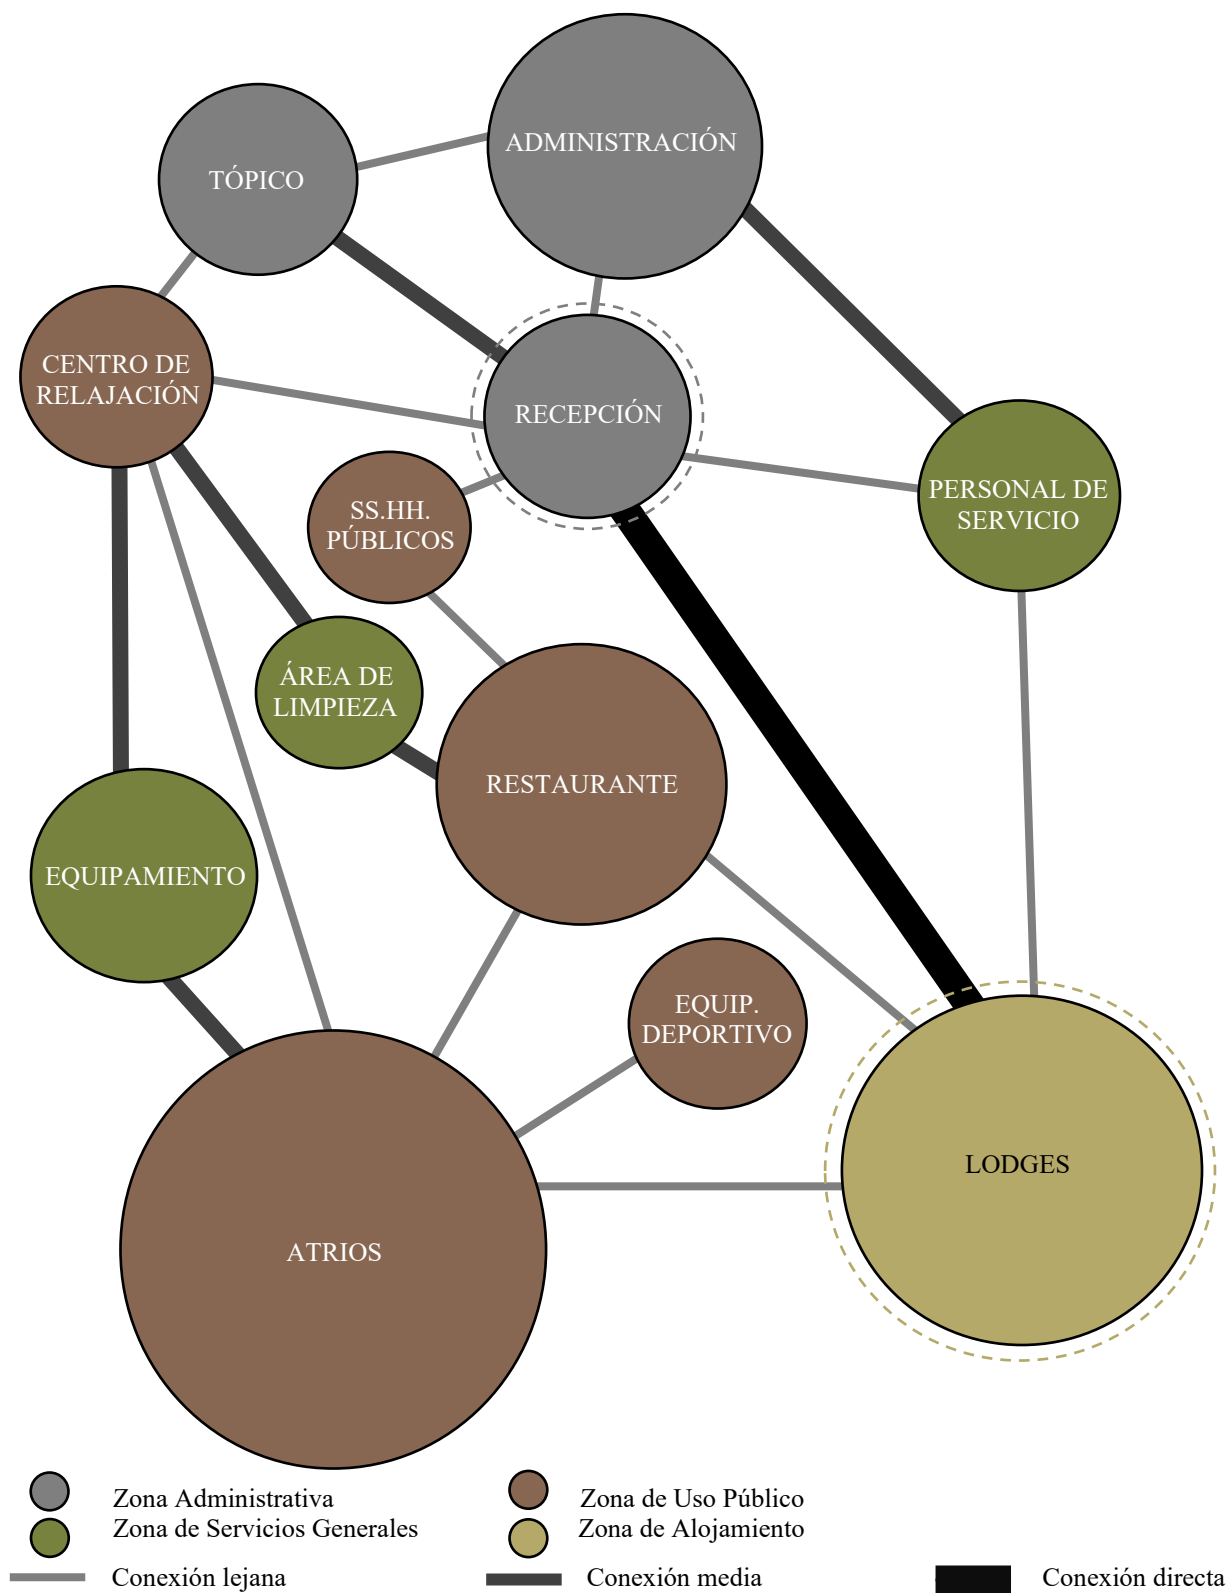 ADMINISTRACIÓN
TÓPICO
CENTRO DE
RELAJACIÓN
RECEPCIÓN
PERSONAL DE
SERVICIO
SS.HH.
PÚBLICOS
ÁREA DE
LIMPIEZA
RESTAURANTE
EQUIPAMIENTO
EQUIP.
DEPORTIVO
LODGES
ATRIOS
Zona Administrativa
Zona de Uso Público
Zona de Servicios Generales
Zona de Alojamiento
Conexión lejana
Conexión media
Conexión directa